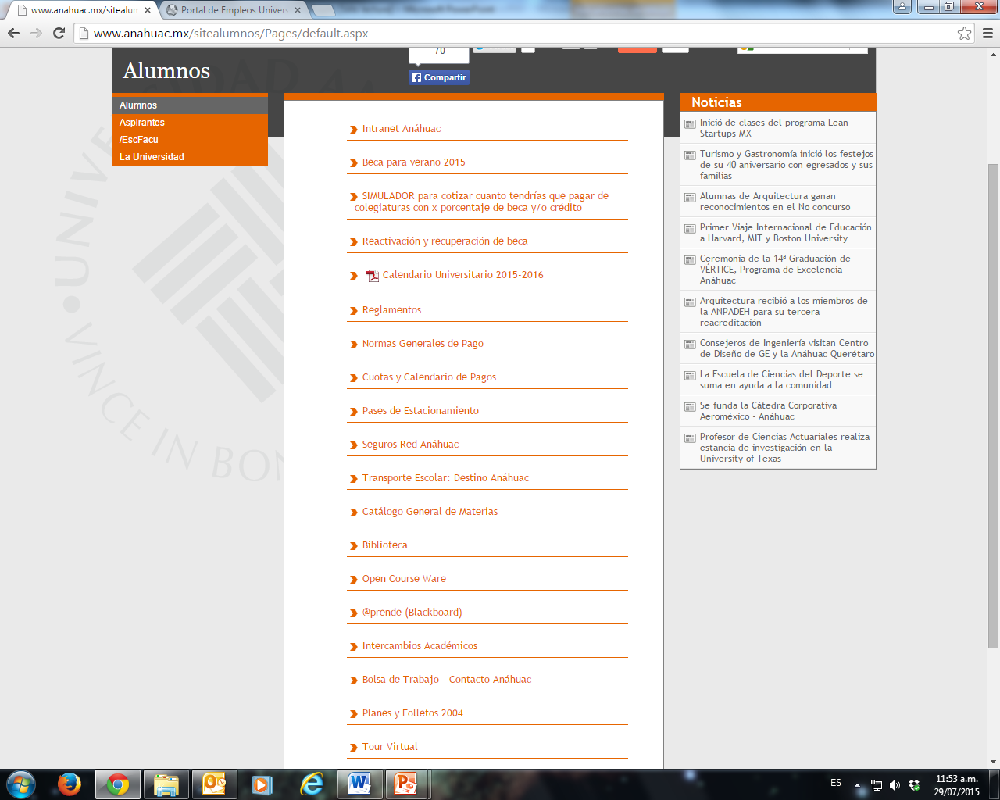 www.anahuac.mx/sitealum
Portal de Empleos Univers
www.anahuac.mx/sitealumnos/Pages/default.aspx
70
Compartir
Alumnos
Alumnos
Aspirantes
/EscFacu
La Universidad
Intranet Anáhuac
Beca para verano 2015
SIMULADOR para cotizar cuanto tendrías que pagar de
colegiaturas con x porcentaje de beca y/o crédito
Reactivación y recuperación de beca
Calendario Universitario 2015-2016
Reglamentos
Normas Generales de Pago
Cuotas y Calendario de Pagos
Pases de Estacionamiento
Seguros Red Anáhuac
Transporte Escolar: Destino Anáhuac
Catálogo General de Materias
Biblioteca
Open Course Ware
@prende (Blackboard)
Intercambios Académicos
Bolsa de Trabajo - Contacto Anáhuac
Planes y Folletos 2004
Tour Virtual
Noticias
Inició de clases del programa Lean
Startups MX
Turismo y Gastronomía inició los festejos
de su 40 aniversario con egresados y sus
familias
Alumnas de Arquitectura ganan
reconocimientos en el No concurso
Primer Viaje Internacional de Educación
a Harvard, MIT y Boston University
Ceremonia de la 14ª Graduación de
VÉRTICE, Programa de Excelencia
Anáhuac
Arquitectura recibió a los miembros de
la ANPADEH para su tercera
reacreditación
Consejeros de Ingeniería visitan Centro
de Diseño de GE y la Anáhuac Querétaro
La Escuela de Ciencias del Deporte se
suma en ayuda a la comunidad
Se funda la Cátedra Corporativa
Aeroméxico - Anáhuac
Profesor de Ciencias Actuariales realiza
estancia de investigación en la
University of Texas
VINCE IN BON
ES
11:53 a.m.
29/07/2015